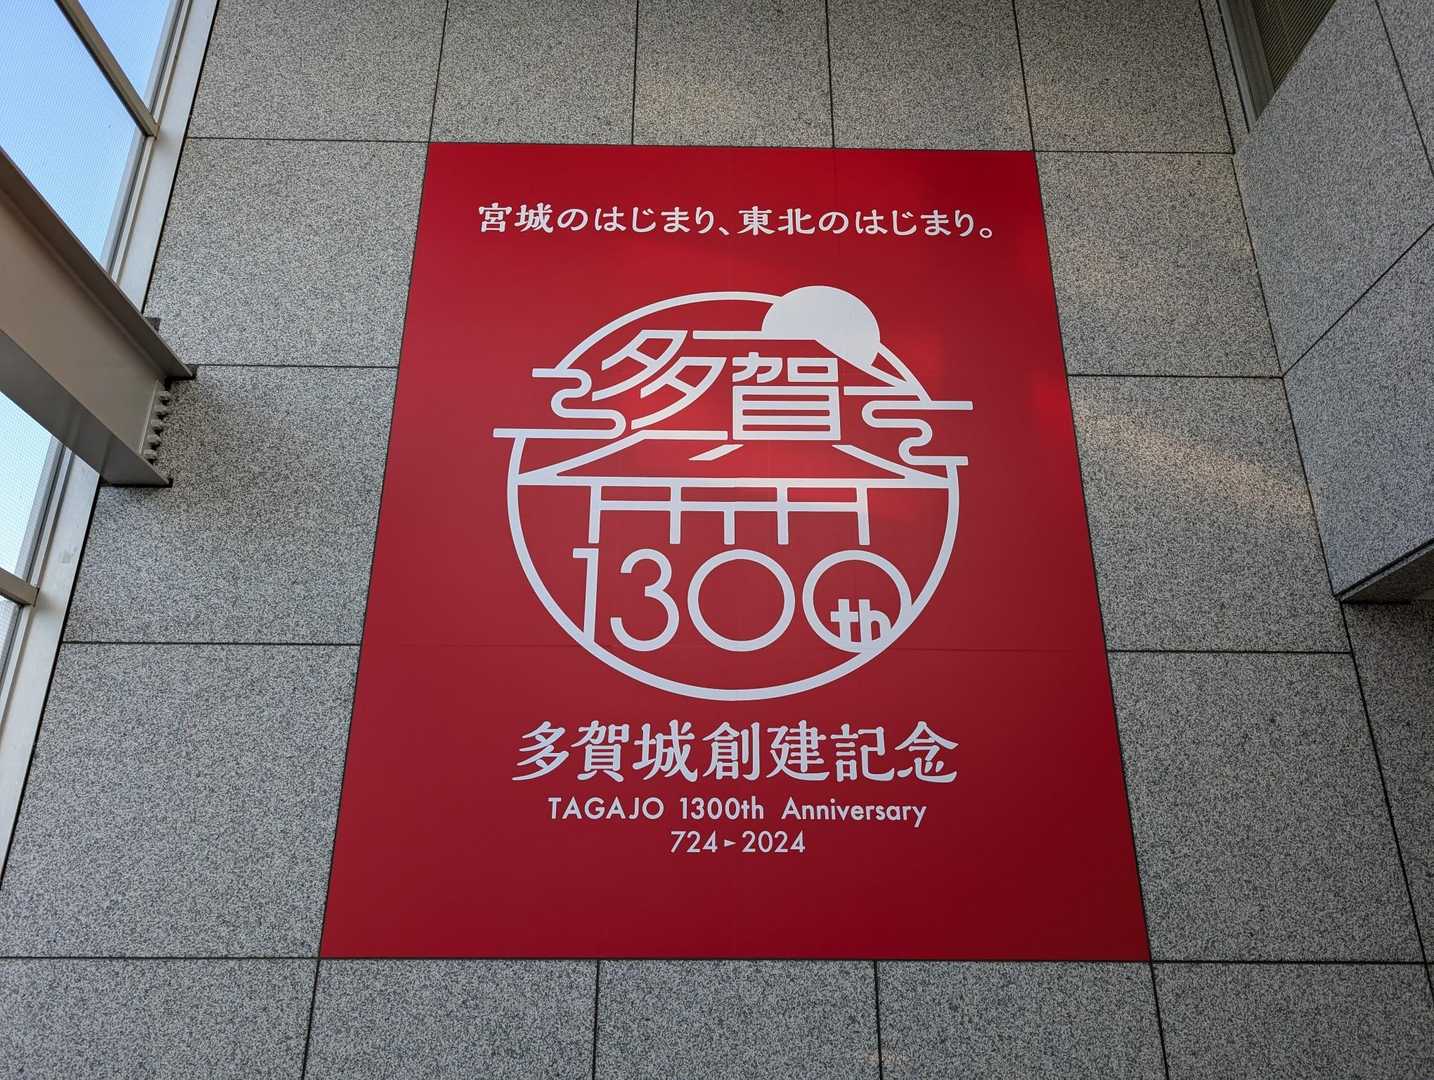 宮城のはじまり、東北のはじまり。
多賀城
1300th
多賀城創建記念
TAGAJO 1300th Anniversary
724►2024